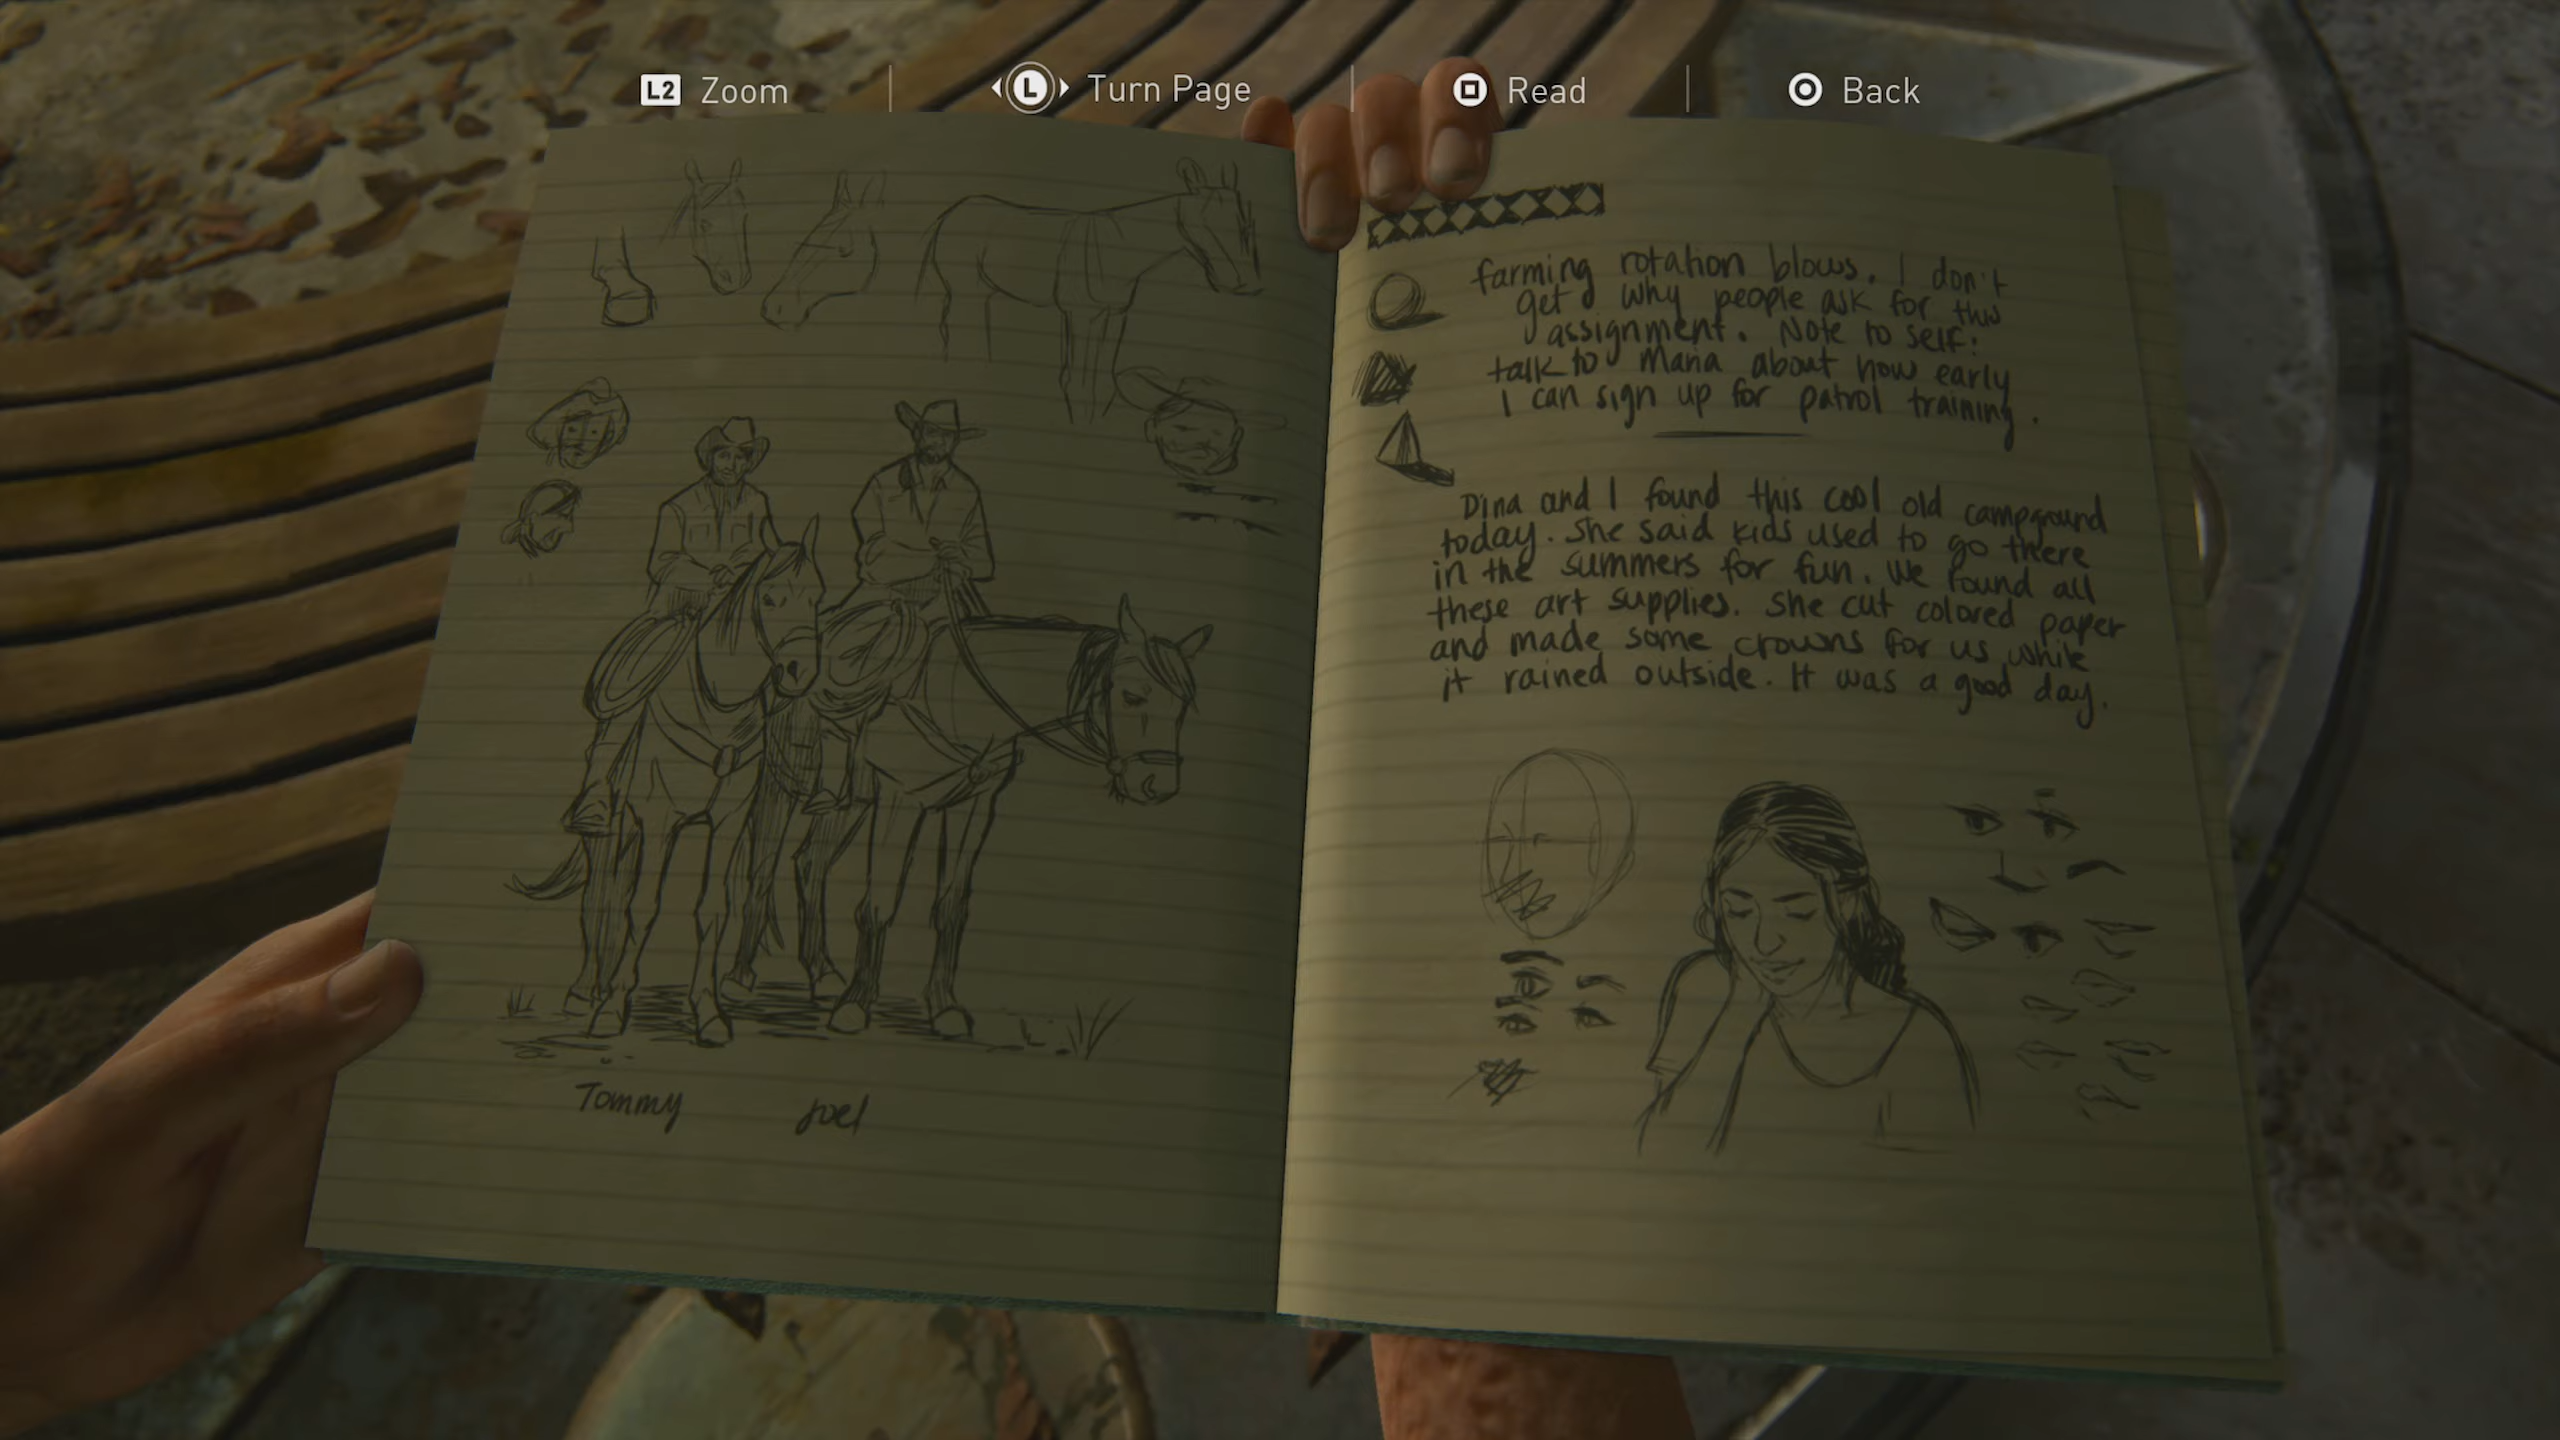 L2 Zoom
L Turn Page
Read
Back
Tommy
Joel
farming rotation blows. I don't
get why people ask for this
assignment. Note to self:
talk to Maria about how early
I can sign up for patrol training.
Dina and I found this cool old campground
today. She said kids used to go there
in the summers for fun. We found all
these art supplies. She cut colored paper
and made some crowns for us while
it rained outside. It was a good day.